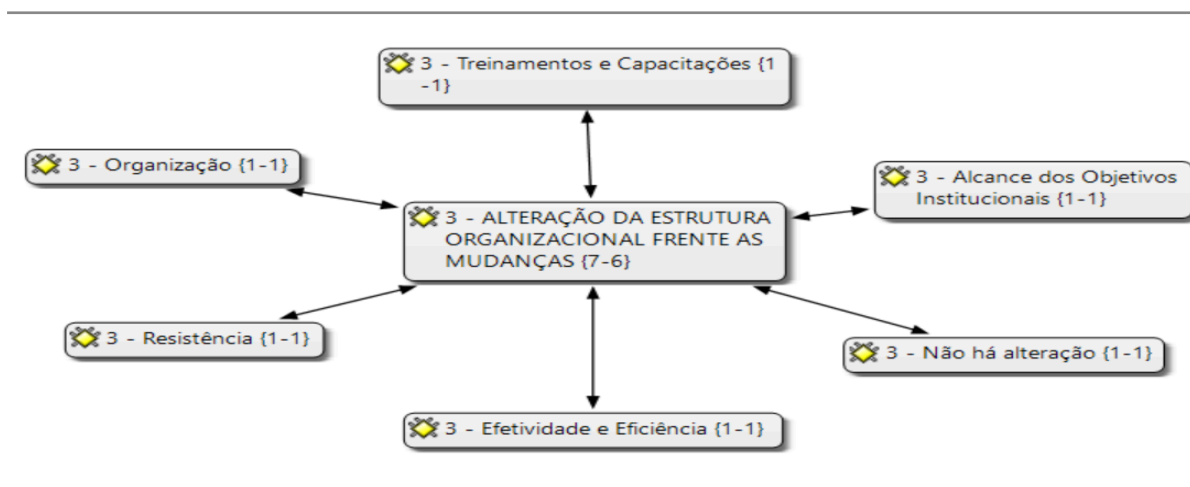 3 - Treinamentos e Capacitações {1
-1}
3 - Organização {1-1}
3 - Alcance dos Objetivos
Institucionais {1-1}
3 - ALTERAÇÃO DA ESTRUTURA
ORGANIZACIONAL FRENTE AS
MUDANÇAS {7-6}
3 - Resistência {1-1}
3 - Não há alteração {1-1}
3 - Efetividade e Eficiência {1-1}